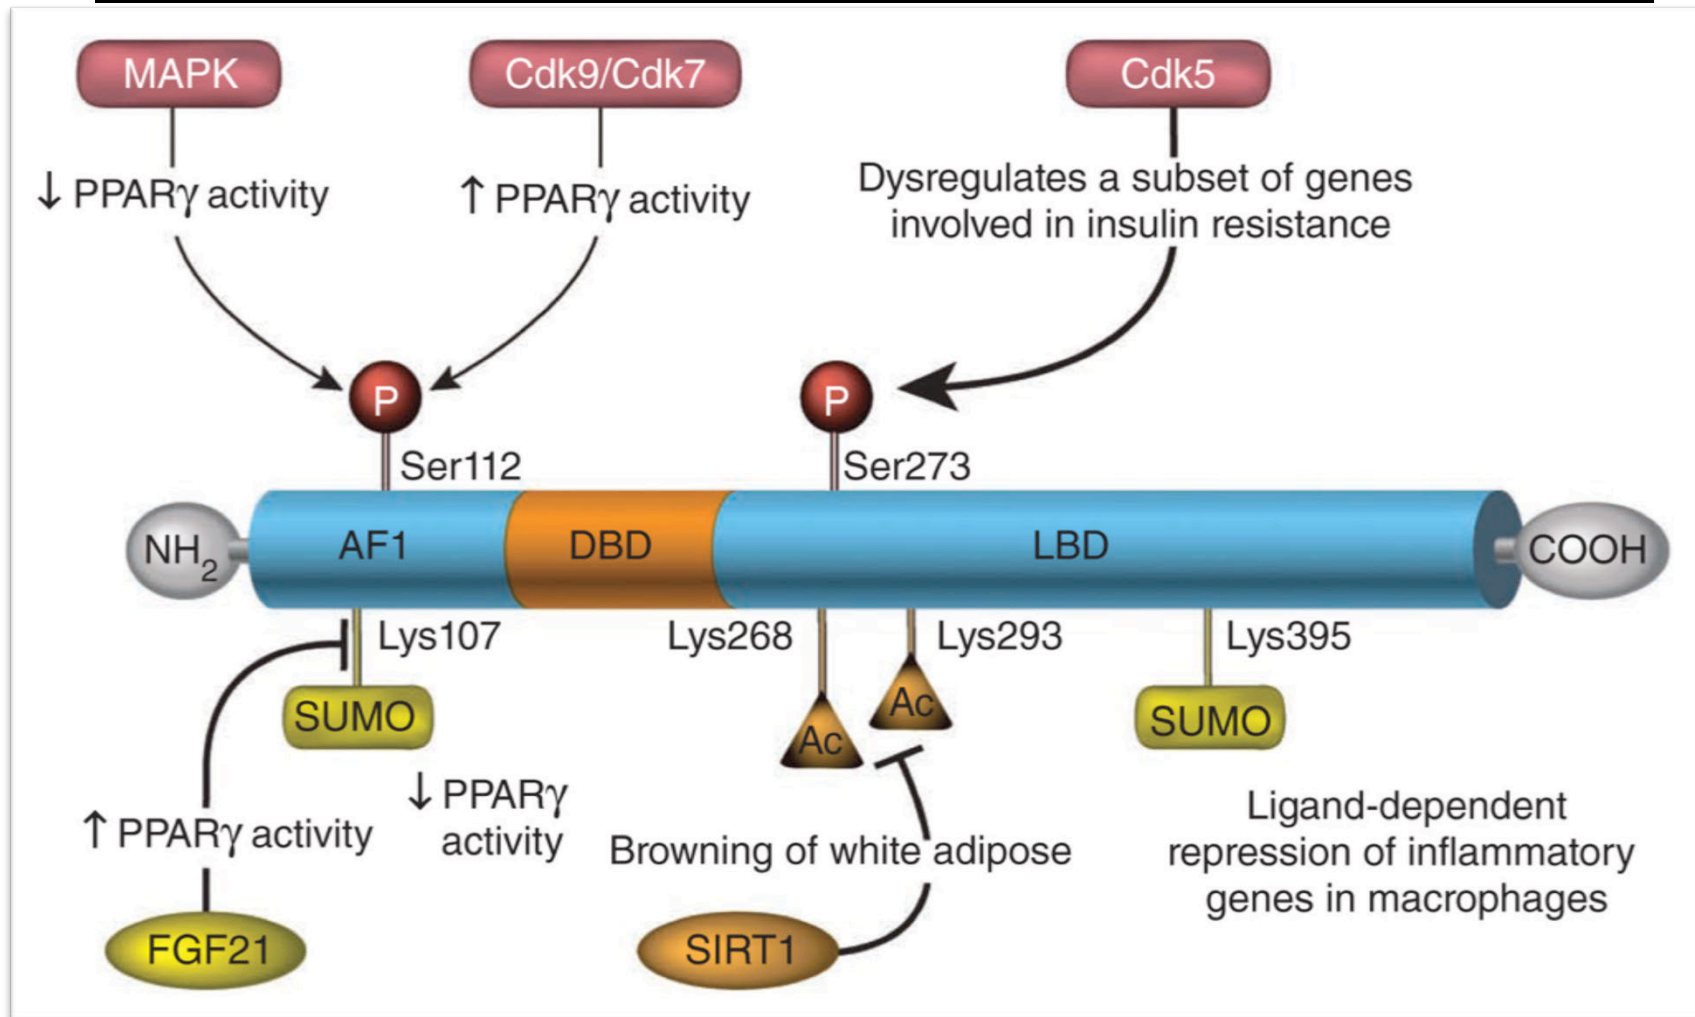 MAPK
Cdk9/Cdk7
Cdk5
↓ PPARγ activity
↑ PPARγ activity
Dysregulates a subset of genes
involved in insulin resistance
P
P
Ser112
Ser273
NH2
AF1
DBD
LBD
COOH
Lys107
Lys268
Lys293
Lys395
SUMO
Ac
Ac
SUMO
↓ PPARγ
activity
↑ PPARγ activity
Browning of white adipose
Ligand-dependent
repression of inflammatory
genes in macrophages
FGF21
SIRT1